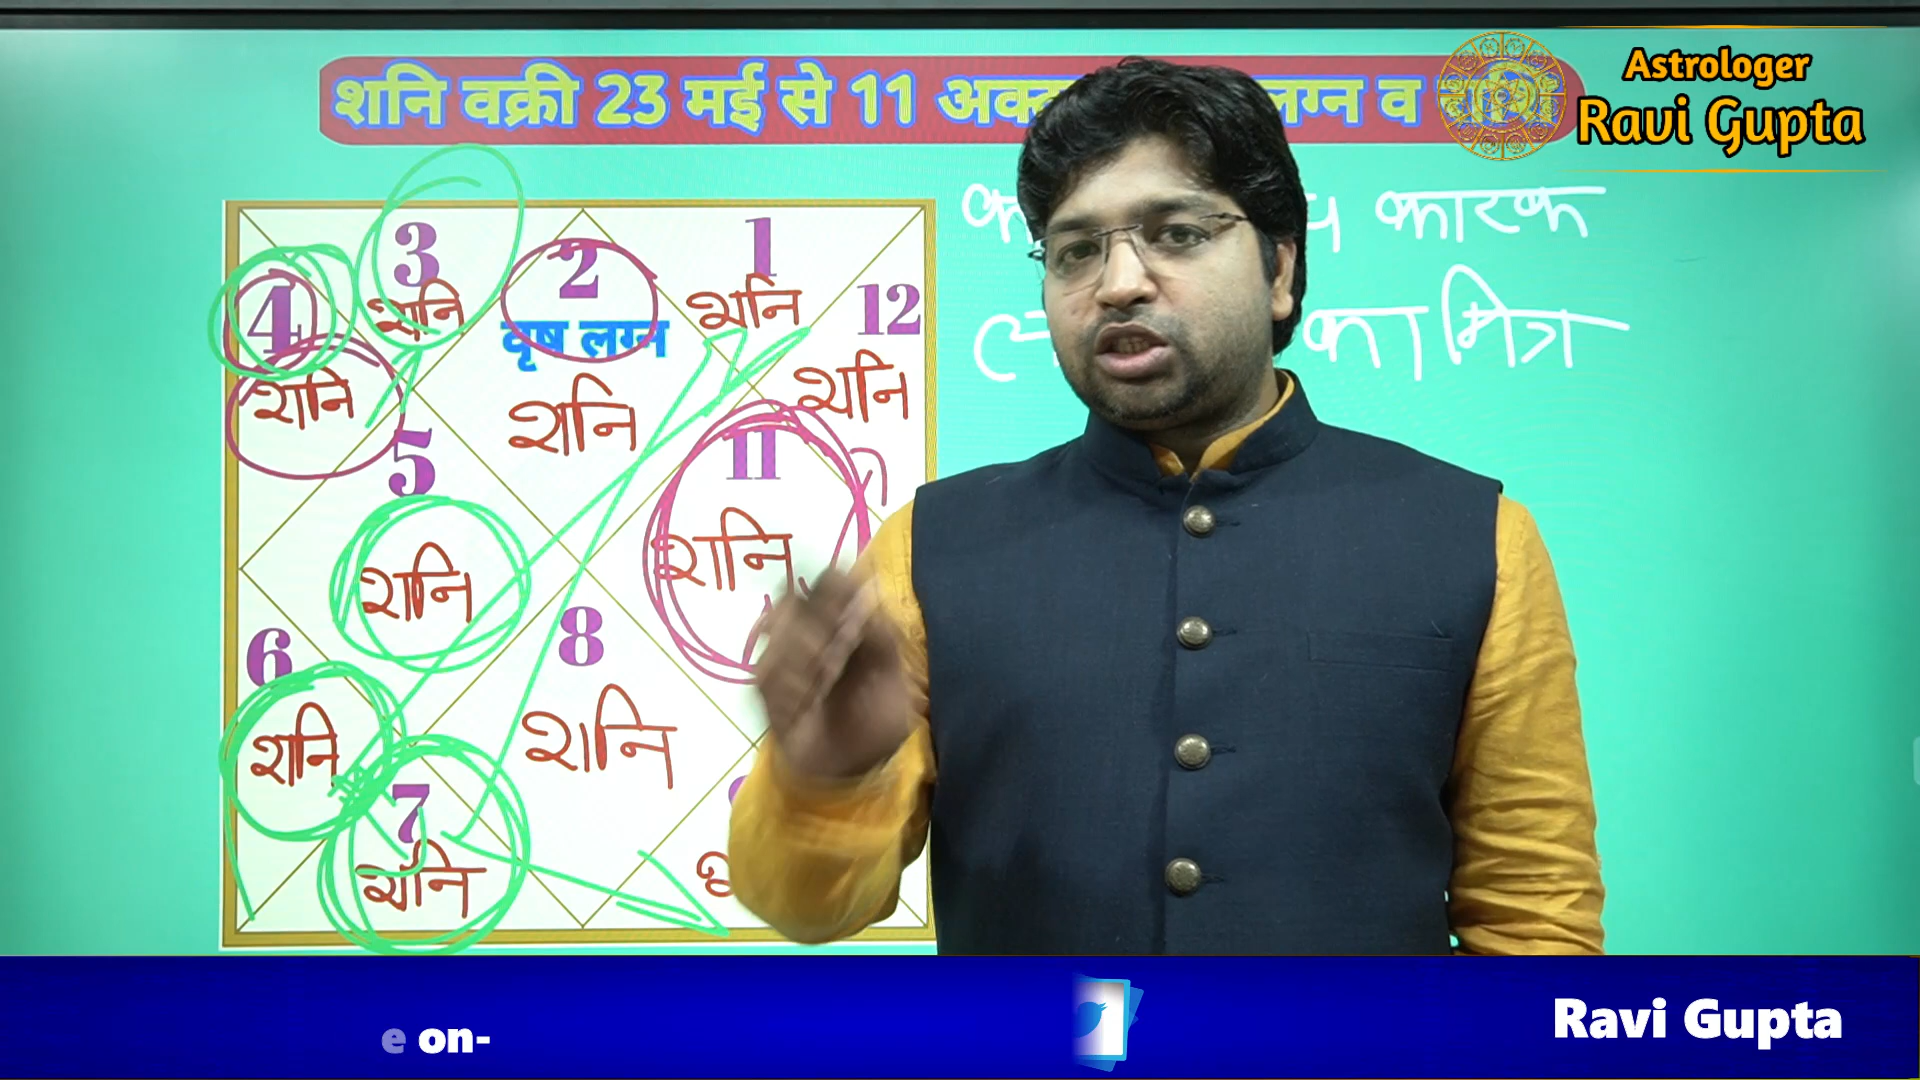 शनि वक्री 23 मई से 11 लग्न व
Astrologer
Ravi Gupta
कारक
का मित्र
3
2
1
4
12
शनि
वृष लग्न
शनि
शनि
शनि
शनि
5
11
शनि
शनि
6
8
शनि
शनि
7
शनि
on-
Ravi Gupta